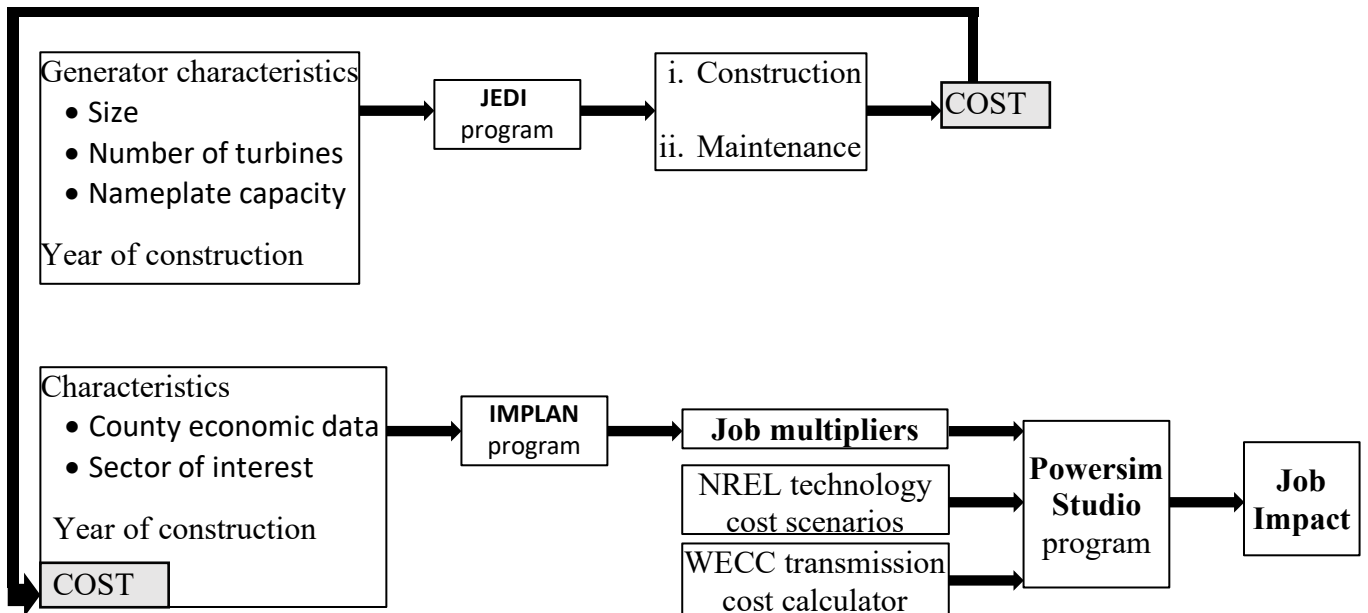 Generator characteristics
• Size
• Number of turbines
• Nameplate capacity
Year of construction
JEDI
program
i. Construction
ii. Maintenance
COST
Characteristics
• County economic data
• Sector of interest
Year of construction
COST
IMPLAN
program
Job multipliers
NREL technology
cost scenarios
WECC transmission
cost calculator
Powersim
Studio
program
Job
Impact